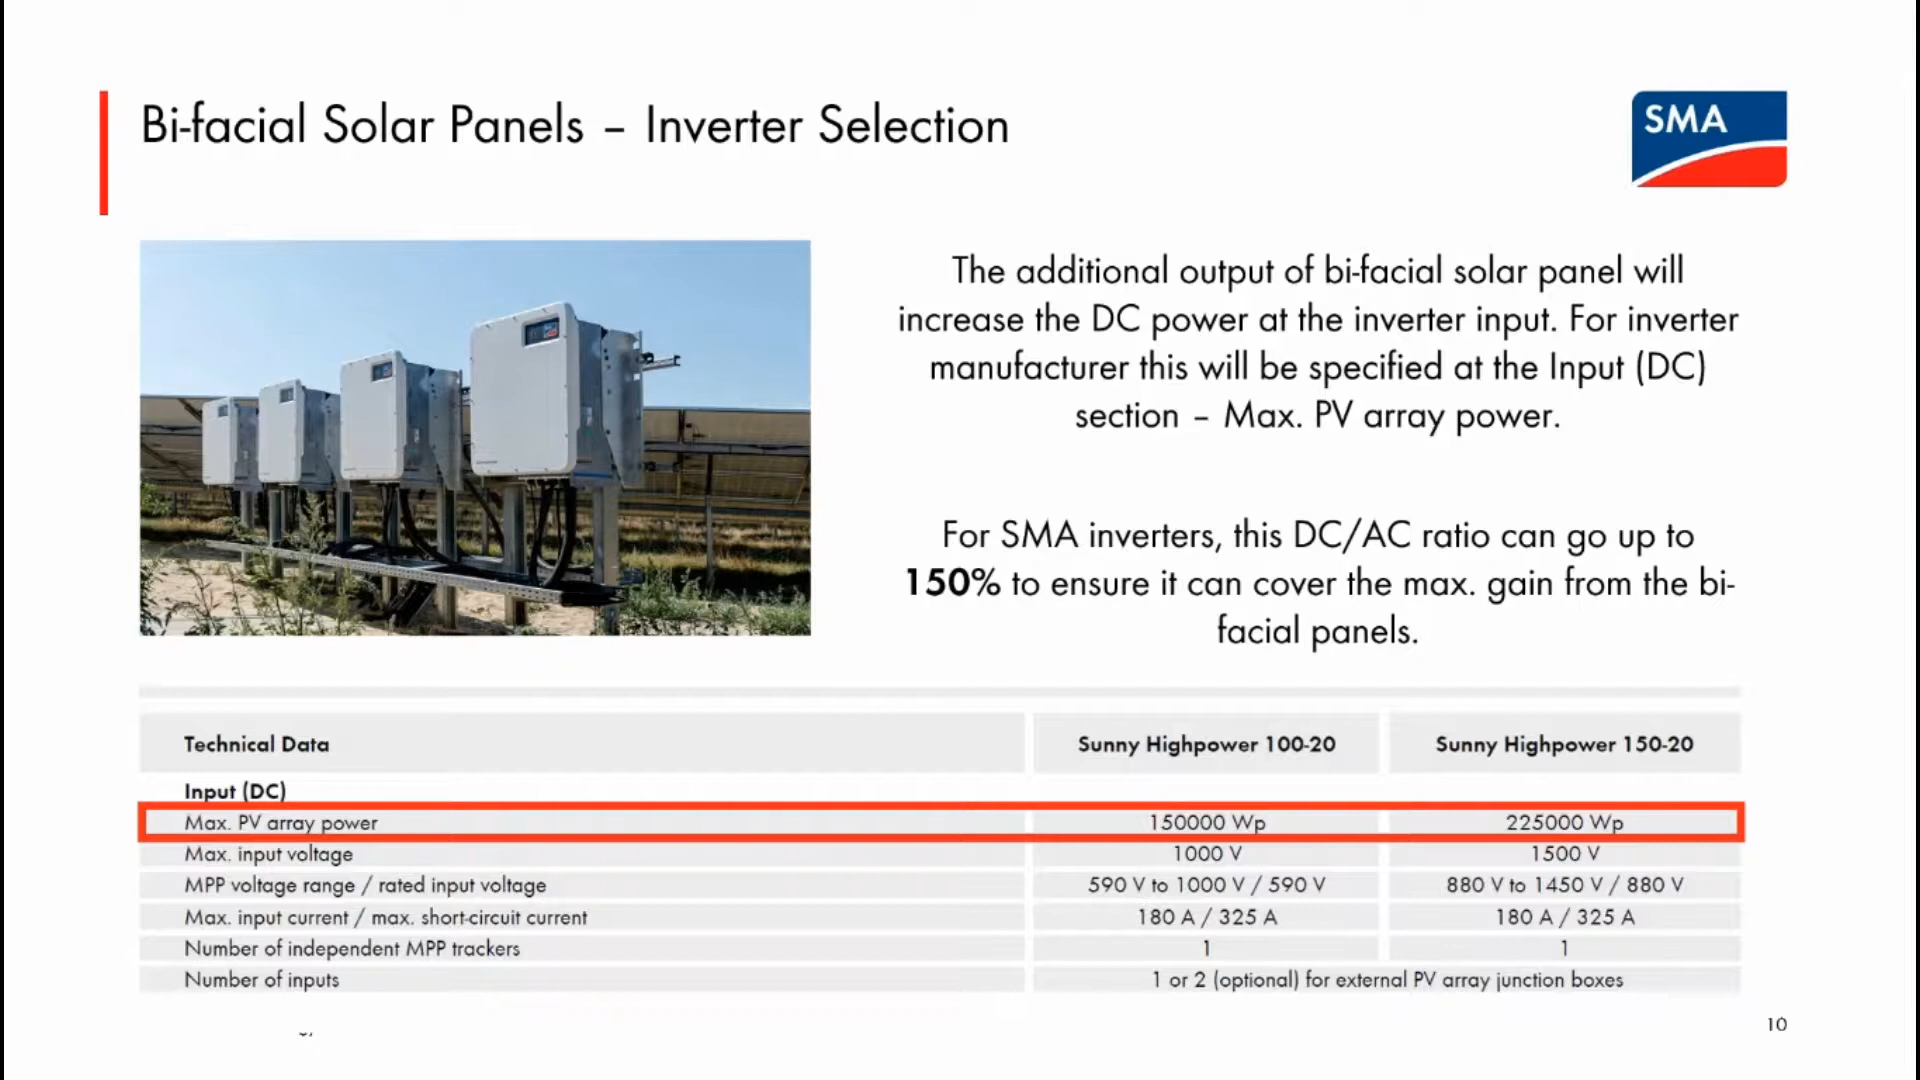 Bi-facial Solar Panels – Inverter Selection
SMA
The additional output of bi-facial solar panel will
increase the DC power at the inverter input. For inverter
manufacturer this will be specified at the Input (DC)
section – Max. PV array power.
For SMA inverters, this DC/AC ratio can go up to
150% to ensure it can cover the max. gain from the bi-
facial panels.
Technical Data Sunny Highpower 100-20 Sunny Highpower 150-20
Input (DC)
Max. PV array power 150000 Wp 225000 Wp
Max. input voltage 1000 V 1500 V
MPP voltage range / rated input voltage 590 V to 1000 V / 590 V 880 V to 1450 V / 880 V
Max. input current / max. short-circuit current 180 A / 325 A 180 A / 325 A
Number of independent MPP trackers 1 1
Number of inputs 1 or 2 (optional) for external PV array junction boxes
10